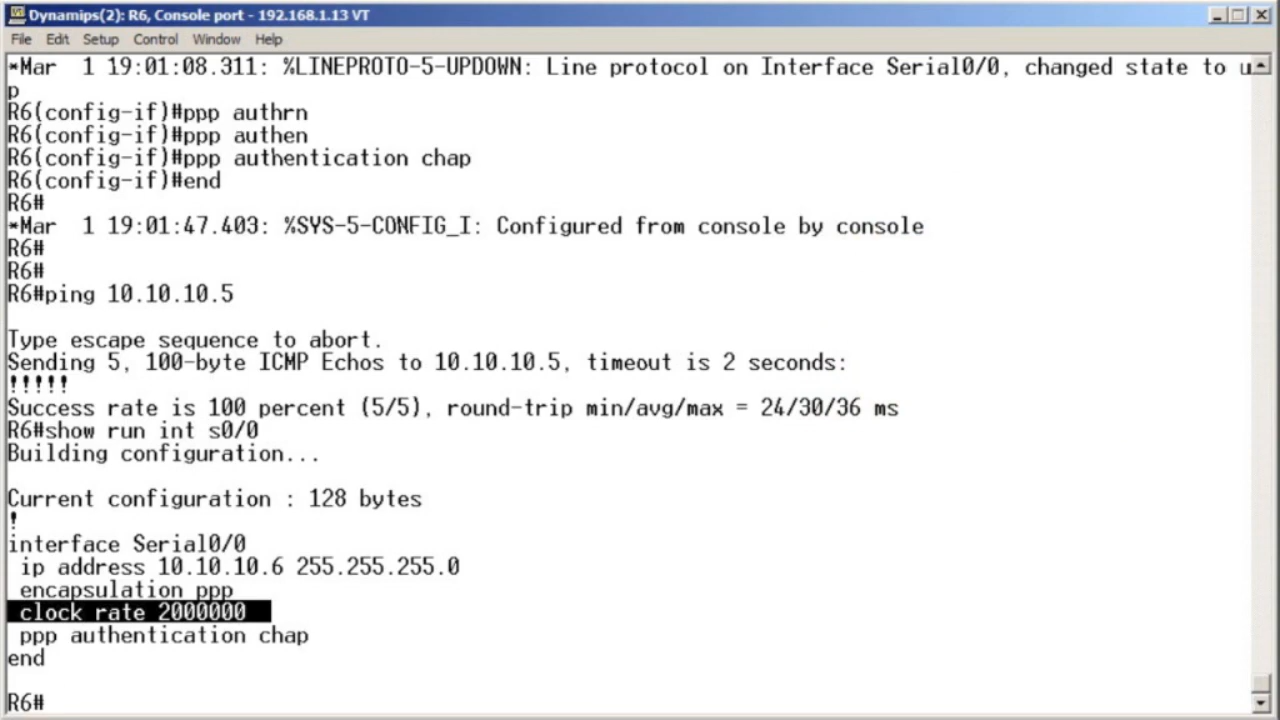 Dynamips(2): R6, Console port - 192.168.1.13 VT
File Edit Setup Control Window Help
*Mar  1 19:01:08.311: %LINEPROTO-5-UPDOWN: Line protocol on Interface Serial0/0, changed state to u
p
R6(config-if)#ppp authrn
R6(config-if)#ppp authen
R6(config-if)#ppp authentication chap
R6(config-if)#end
R6#
*Mar  1 19:01:47.403: %SYS-5-CONFIG_I: Configured from console by console
R6#
R6#
R6#ping 10.10.10.5
Type escape sequence to abort.
Sending 5, 100-byte ICMP Echos to 10.10.10.5, timeout is 2 seconds:
!!!!!
Success rate is 100 percent (5/5), round-trip min/avg/max = 24/30/36 ms
R6#show run int s0/0
Building configuration...
Current configuration : 128 bytes
!
interface Serial0/0
 ip address 10.10.10.6 255.255.255.0
 encapsulation ppp
 clock rate 2000000
 ppp authentication chap
end
R6#